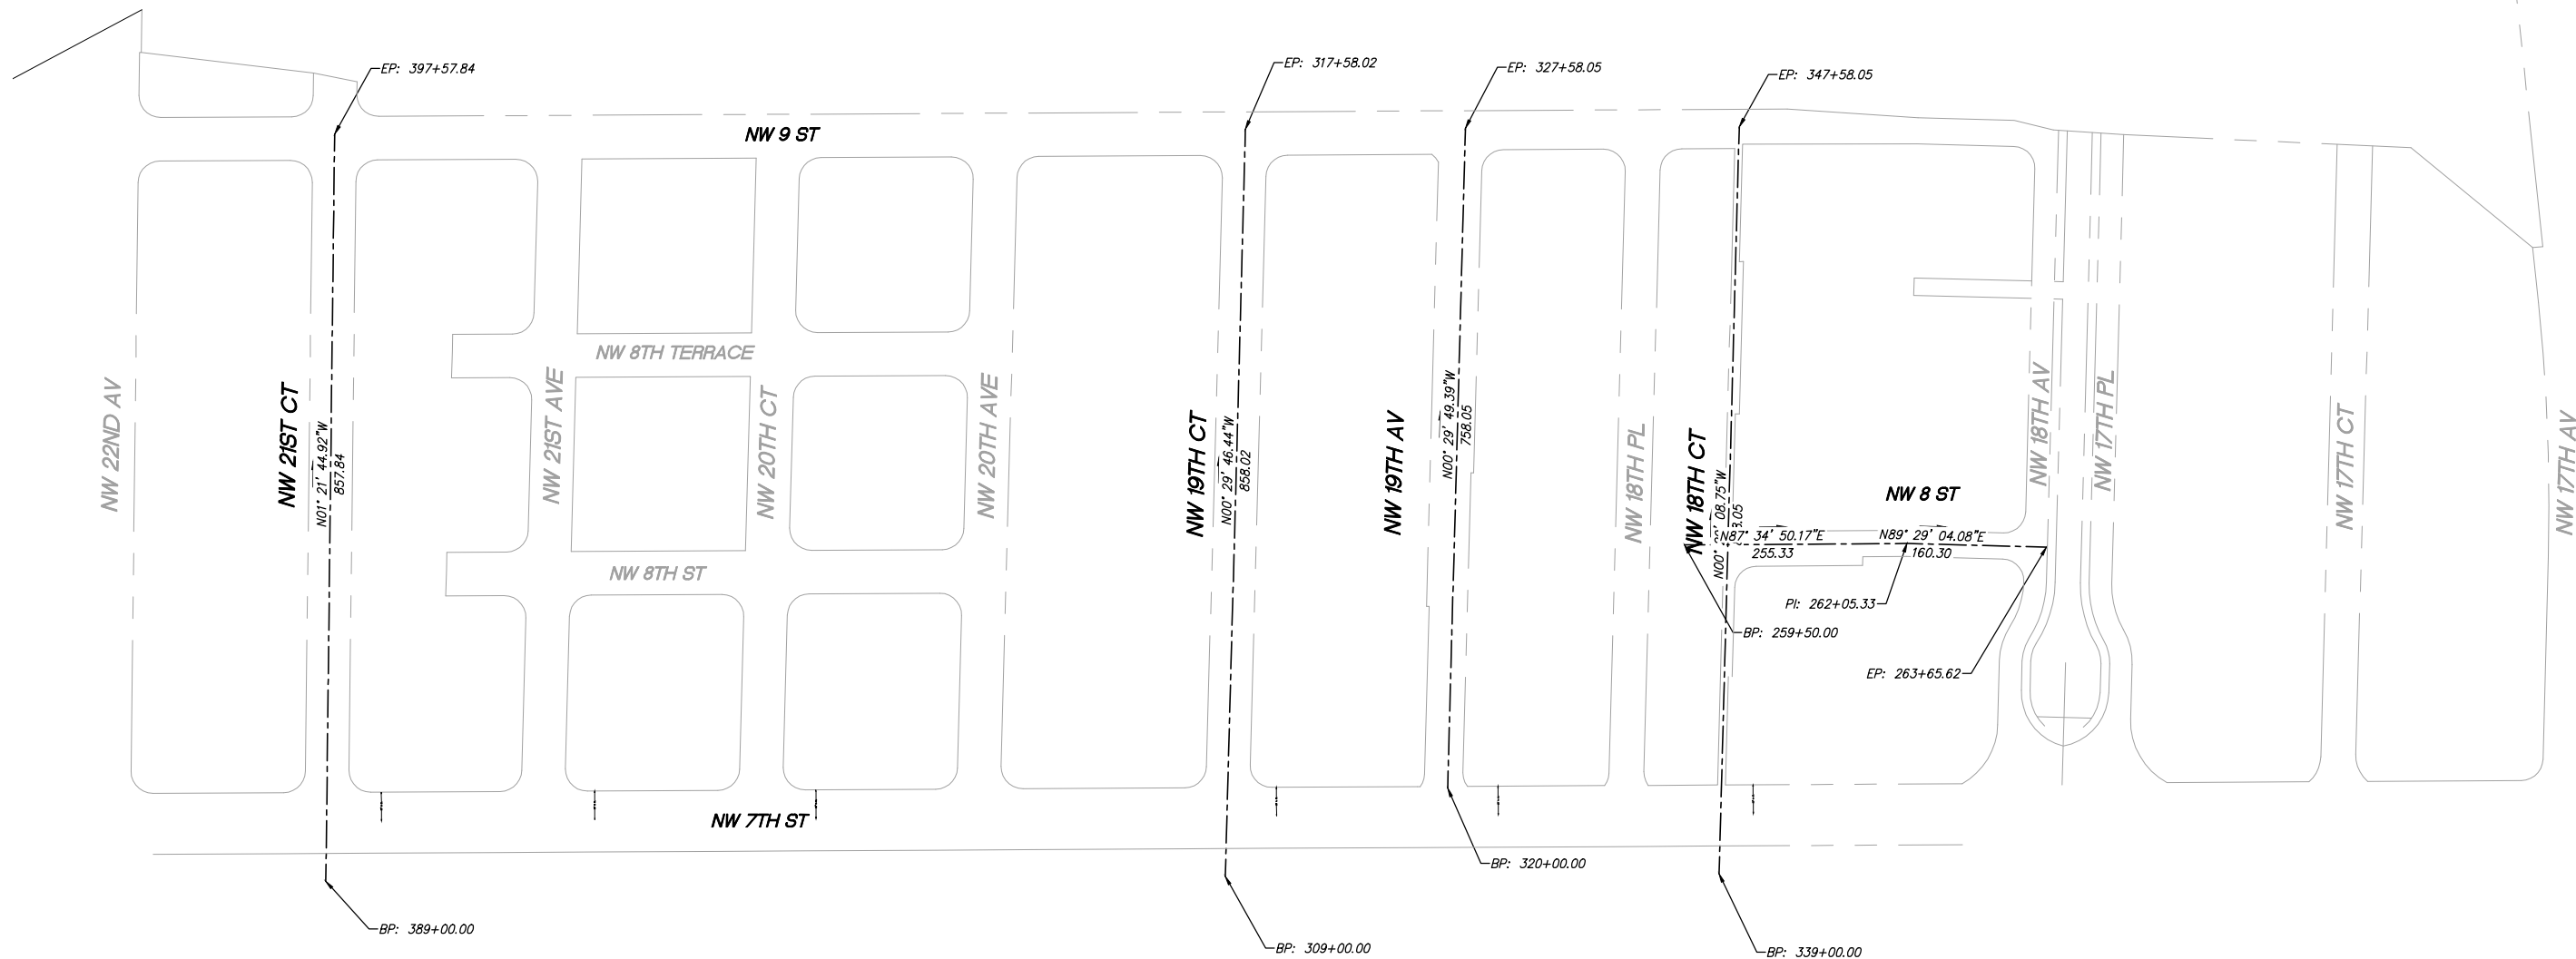 EP: 397+57.84
EP: 317+58.02
EP: 327+58.05
EP: 347+58.05
NW 9 ST
NW 8TH TERRACE
NW 22ND AV
NW 21ST CT
N01° 21' 44.92"W
857.84
NW 21ST AVE
NW 20TH CT
NW 20TH AVE
NW 19TH CT
N00° 29' 46.44"W
858.02
NW 19TH AV
N00° 29' 49.39"W
758.05
NW 18TH PL
NW 18TH CT
NW 8 ST
NW 18TH AV
NW 17TH PL
NW 17TH CT
NW 17TH AV
N87° 34' 50.17"E
255.33
N89° 29' 04.08"E
160.30
NW 8TH ST
PI: 262+05.33
BP: 259+50.00
EP: 263+65.62
NW 7TH ST
BP: 320+00.00
BP: 389+00.00
BP: 309+00.00
BP: 339+00.00